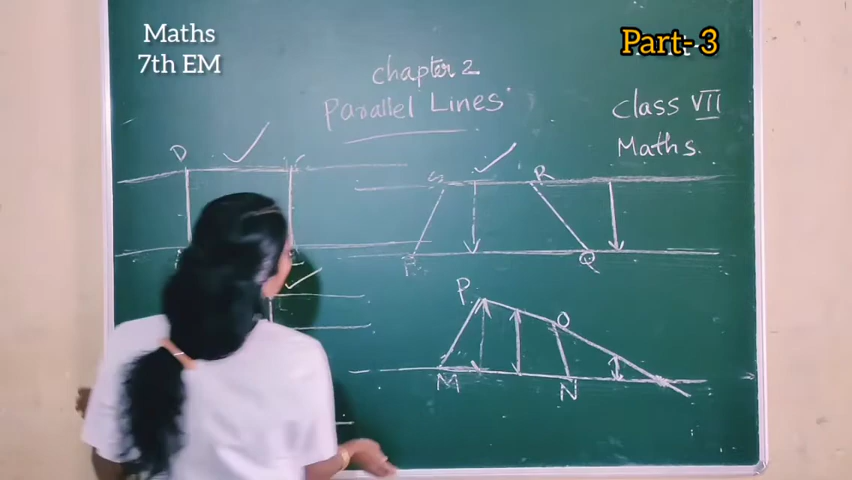 Maths
7th EM
Part- 3
chapter 2
Parallel Lines
class VII
Maths.
D
S
R
P
Q
P
O
M
N